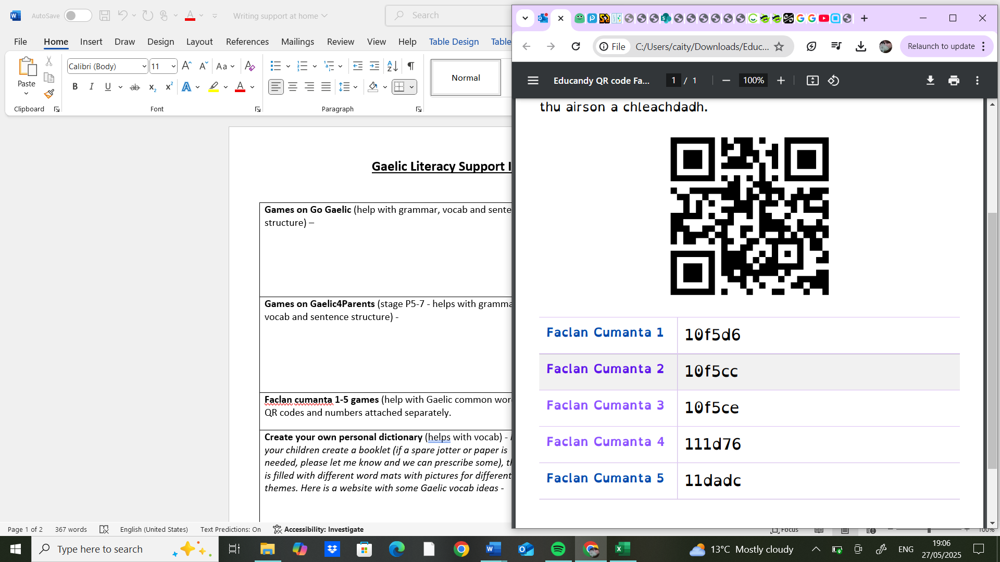 AutoSave
Writing support at home
Search
File Home Insert Draw Design Layout References Mailings Review View Help Table Design Table
Paste
Calibri (Body) 11
Aa
B I U ab x₂ x² A A
Normal
Clipboard Font Paragraph
Gaelic Literacy Support I
Games on Go Gaelic (help with grammar, vocab and sente
structure) –
Games on Gaelic4Parents (stage P5-7 - helps with gramma
vocab and sentence structure) -
Faclan cumanta 1-5 games (help with Gaelic common wor
QR codes and numbers attached separately.
Create your own personal dictionary (helps with vocab) -
your children create a booklet (if a spare jotter or paper is
needed, please let me know and we can prescribe some), th
is filled with different word mats with pictures for different
themes. Here is a website with some Gaelic vocab ideas -
Page 1 of 2 367 words English (United States) Text Predictions: On Accessibility: Investigate
File C:/Users/caity/Downloads/Educ... Relaunch to update
Educandy QR code Fa... 1 / 1 100%
thu airson a chleachdadh.
Faclan Cumanta 1 10f5d6
Faclan Cumanta 2 10f5cc
Faclan Cumanta 3 10f5ce
Faclan Cumanta 4 111d76
Faclan Cumanta 5 11dadc
Focus 100%
Type here to search
13°C Mostly cloudy ENG 19:06
27/05/2025